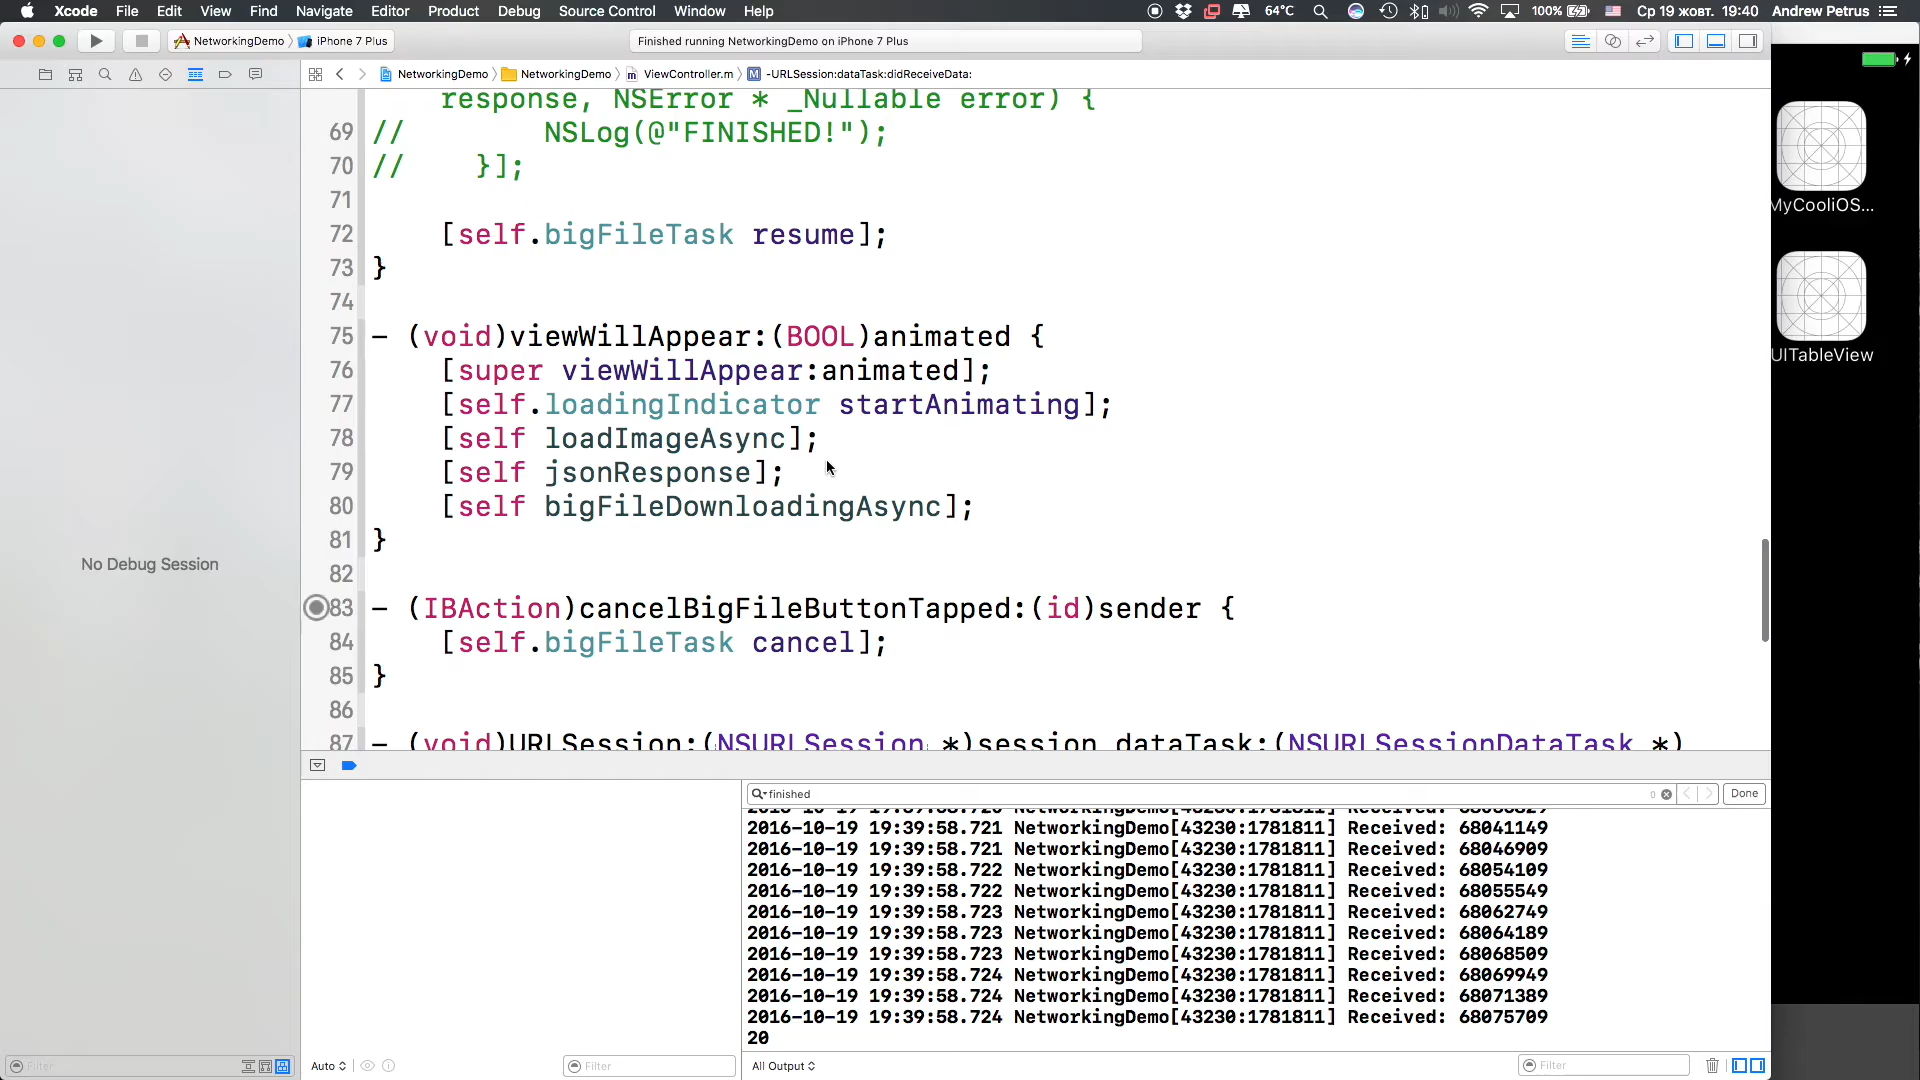 Xcode File Edit View Find Navigate Editor Product Debug Source Control Window Help 64°C 100% Ср 19 жовт. 19:40 Andrew Petrus
NetworkingDemo iPhone 7 Plus Finished running NetworkingDemo on iPhone 7 Plus
NetworkingDemo NetworkingDemo ViewController.m -URLSession:dataTask:didReceiveData:
response, NSError * _Nullable error) {
69 // NSLog(@"FINISHED!");
70 // }];
71
72 [self.bigFileTask resume];
73 }
74
75 - (void)viewWillAppear:(BOOL)animated {
76 [super viewWillAppear:animated];
77 [self.loadingIndicator startAnimating];
78 [self loadImageAsync];
79 [self jsonResponse];
80 [self bigFileDownloadingAsync];
81 }
82
83 - (IBAction)cancelBigFileButtonTapped:(id)sender {
84 [self.bigFileTask cancel];
85 }
86
87 - (void)URLSession:(NSURLSession *)session dataTask:(NSURLSessionDataTask *)
No Debug Session
MyCooliOS...
UITableView
finished 0 Done
2016-10-19 19:39:58.721 NetworkingDemo[43230:1781811] Received: 68041149
2016-10-19 19:39:58.721 NetworkingDemo[43230:1781811] Received: 68046909
2016-10-19 19:39:58.722 NetworkingDemo[43230:1781811] Received: 68054109
2016-10-19 19:39:58.722 NetworkingDemo[43230:1781811] Received: 68055549
2016-10-19 19:39:58.723 NetworkingDemo[43230:1781811] Received: 68062749
2016-10-19 19:39:58.723 NetworkingDemo[43230:1781811] Received: 68064189
2016-10-19 19:39:58.723 NetworkingDemo[43230:1781811] Received: 68068509
2016-10-19 19:39:58.724 NetworkingDemo[43230:1781811] Received: 68069949
2016-10-19 19:39:58.724 NetworkingDemo[43230:1781811] Received: 68071389
2016-10-19 19:39:58.724 NetworkingDemo[43230:1781811] Received: 68075709
20
Filter Auto Filter All Output Filter